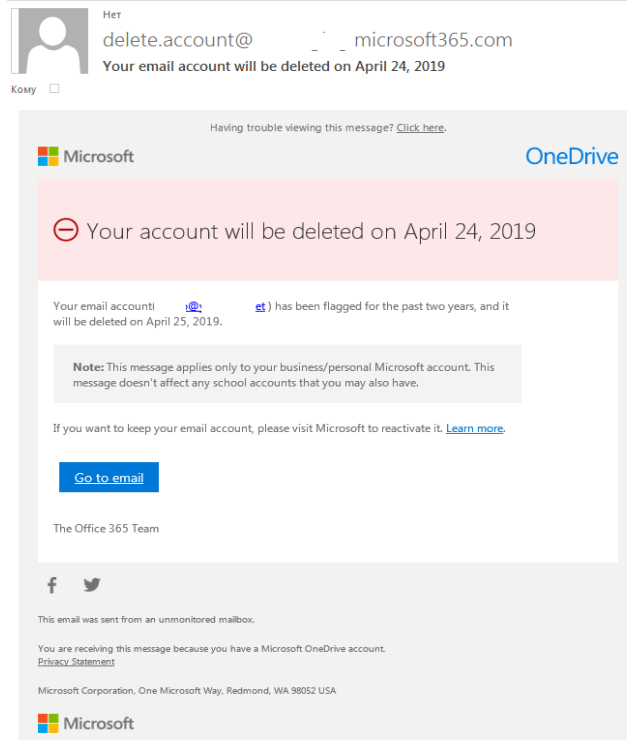 Нет
delete.account@ microsoft365.com
Your email account will be deleted on April 24, 2019
Кому
Having trouble viewing this message? Click here.
Microsoft
OneDrive
Your account will be deleted on April 24, 2019
Your email account( @ et ) has been flagged for the past two years, and it
will be deleted on April 25, 2019.
Note: This message applies only to your business/personal Microsoft account. This
message doesn't affect any school accounts that you may also have.
If you want to keep your email account, please visit Microsoft to reactivate it. Learn more.
Go to email
The Office 365 Team
This email was sent from an unmonitored mailbox.
You are receiving this message because you have a Microsoft OneDrive account.
Privacy Statement
Microsoft Corporation, One Microsoft Way, Redmond, WA 98052 USA
Microsoft